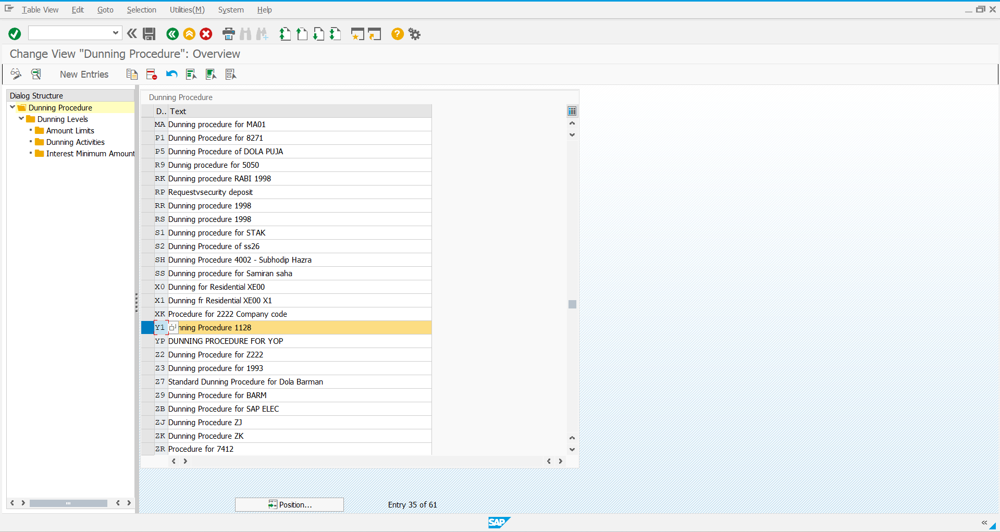 Table View Edit Goto Selection Utilities(M) System Help
Change View "Dunning Procedure": Overview
New Entries
Dialog Structure
Dunning Procedure
Dunning Levels
Amount Limits
Dunning Activities
Interest Minimum Amount
Dunning Procedure
D.. Text
MA Dunning procedure for MA01
P1 Dunning Procedure for 8271
P5 Dunning Procedure of DOLA PUJA
R9 Dunnig procedure for 5050
RK Dunning procedure RABI 1998
RP Requestvsecurity deposit
RR Dunning procedure 1998
RS Dunning procedure 1998
S1 Dunning procedure for STAK
S2 Dunning Procedure of ss26
SH Dunning Procedure 4002 - Subhodip Hazra
SS Dunning procedure for Samiran saha
X0 Dunning for Residential XE00
X1 Dunning fr Residential XE00 X1
XK Procedure for 2222 Company code
Y1 nning Procedure 1128
YP DUNNING PROCEDURE FOR YOP
Z2 Dunning Procedure for Z222
Z3 Dunning procedure for 1993
Z7 Standard Dunning Procedure for Dola Barman
Z9 Dunning Procedure for BARM
ZB Dunning Procedure for SAP ELEC
ZJ Dunning Procedure ZJ
ZK Dunning Procedure ZK
ZR Procedure for 7412
Position... Entry 35 of 61
SAP